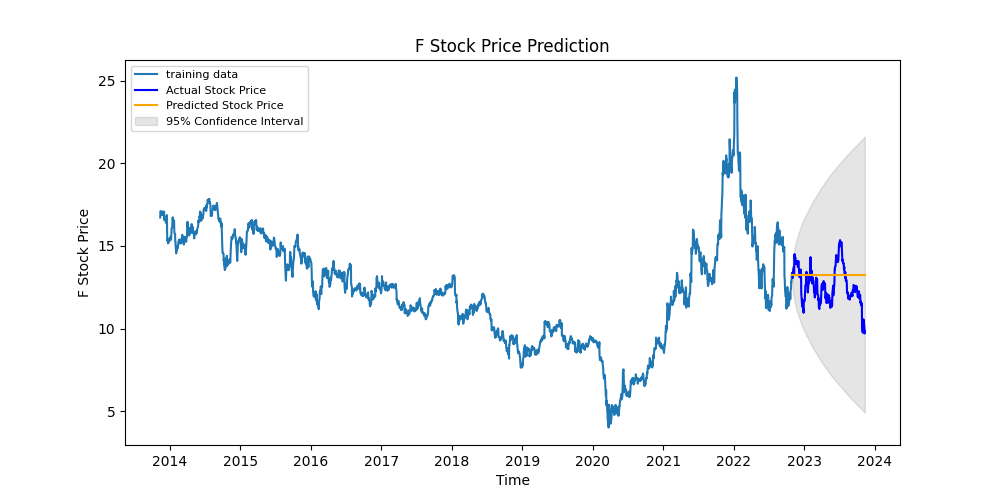 F Stock Price Prediction
training data
Actual Stock Price
Predicted Stock Price
95% Confidence Interval
F Stock Price
25
20
15
10
5
2014 2015 2016 2017 2018 2019 2020 2021 2022 2023 2024
Time